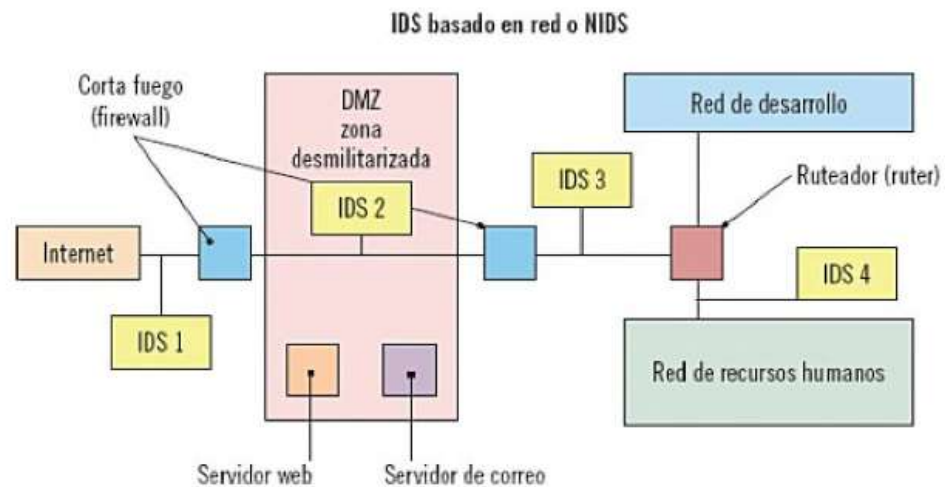 IDS basado en red o NIDS
Corta fuego
(firewall)
DMZ
zona
desmilitarizada
Red de desarrollo
IDS 3
Ruteador (ruter)
IDS 2
Internet
IDS 4
IDS 1
Red de recursos humanos
Servidor web
Servidor de correo